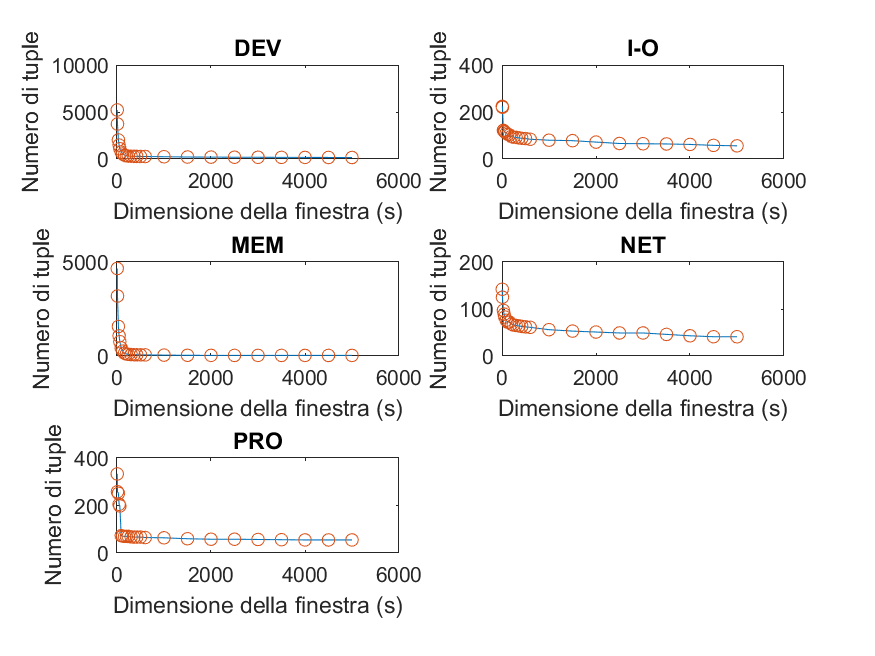 DEV
Numero di tuple
10000
5000
0
0 2000 4000 6000
Dimensione della finestra (s)
I-O
Numero di tuple
400
200
0
0 2000 4000 6000
Dimensione della finestra (s)
MEM
Numero di tuple
5000
0
0 2000 4000 6000
Dimensione della finestra (s)
NET
Numero di tuple
200
100
0
0 2000 4000 6000
Dimensione della finestra (s)
PRO
Numero di tuple
400
200
0
0 2000 4000 6000
Dimensione della finestra (s)